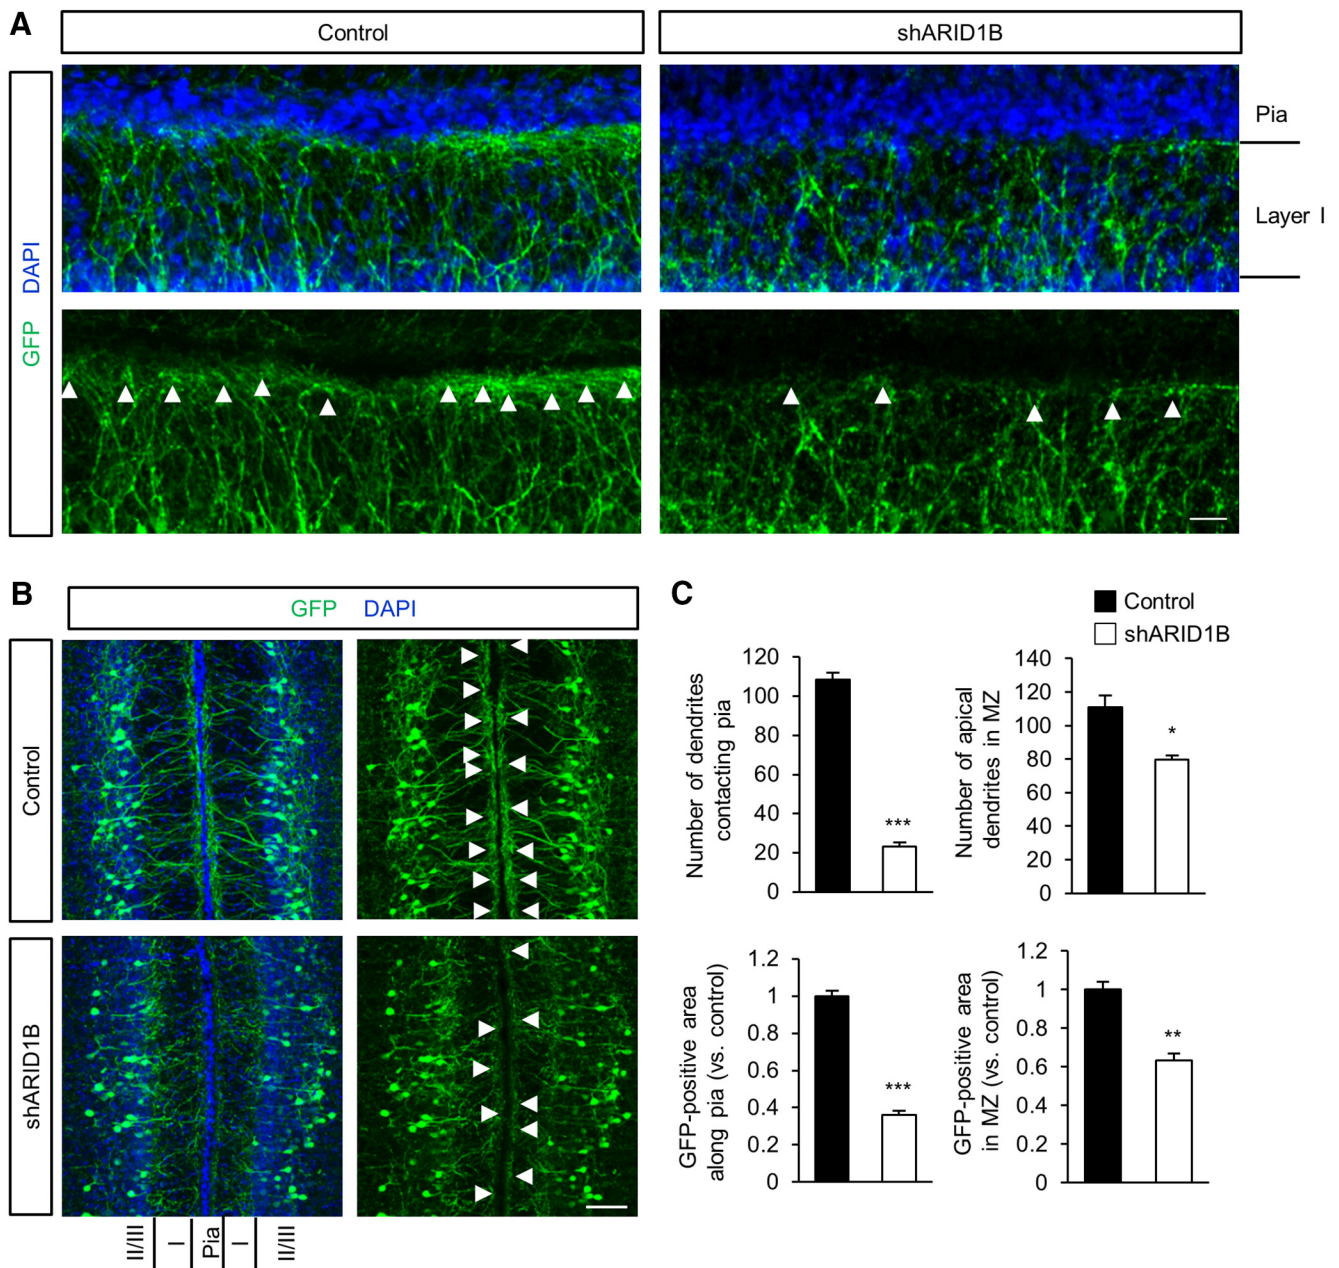 A
Control
shARID1B
GFP DAPI
Pia
Layer I
B
GFP DAPI
Control
shARID1B
II/III
I
Pia
I
II/III
C
Control
shARID1B
Number of dendrites
contacting pia
120
100
80
60
40
20
0
***
Number of apical
dendrites in MZ
140
120
100
80
60
40
20
0
*
GFP-positive area
along pia (vs. control)
1.2
1
0.8
0.6
0.4
0.2
0
***
GFP-positive area
in MZ (vs. control)
1.2
1
0.8
0.6
0.4
0.2
0
**